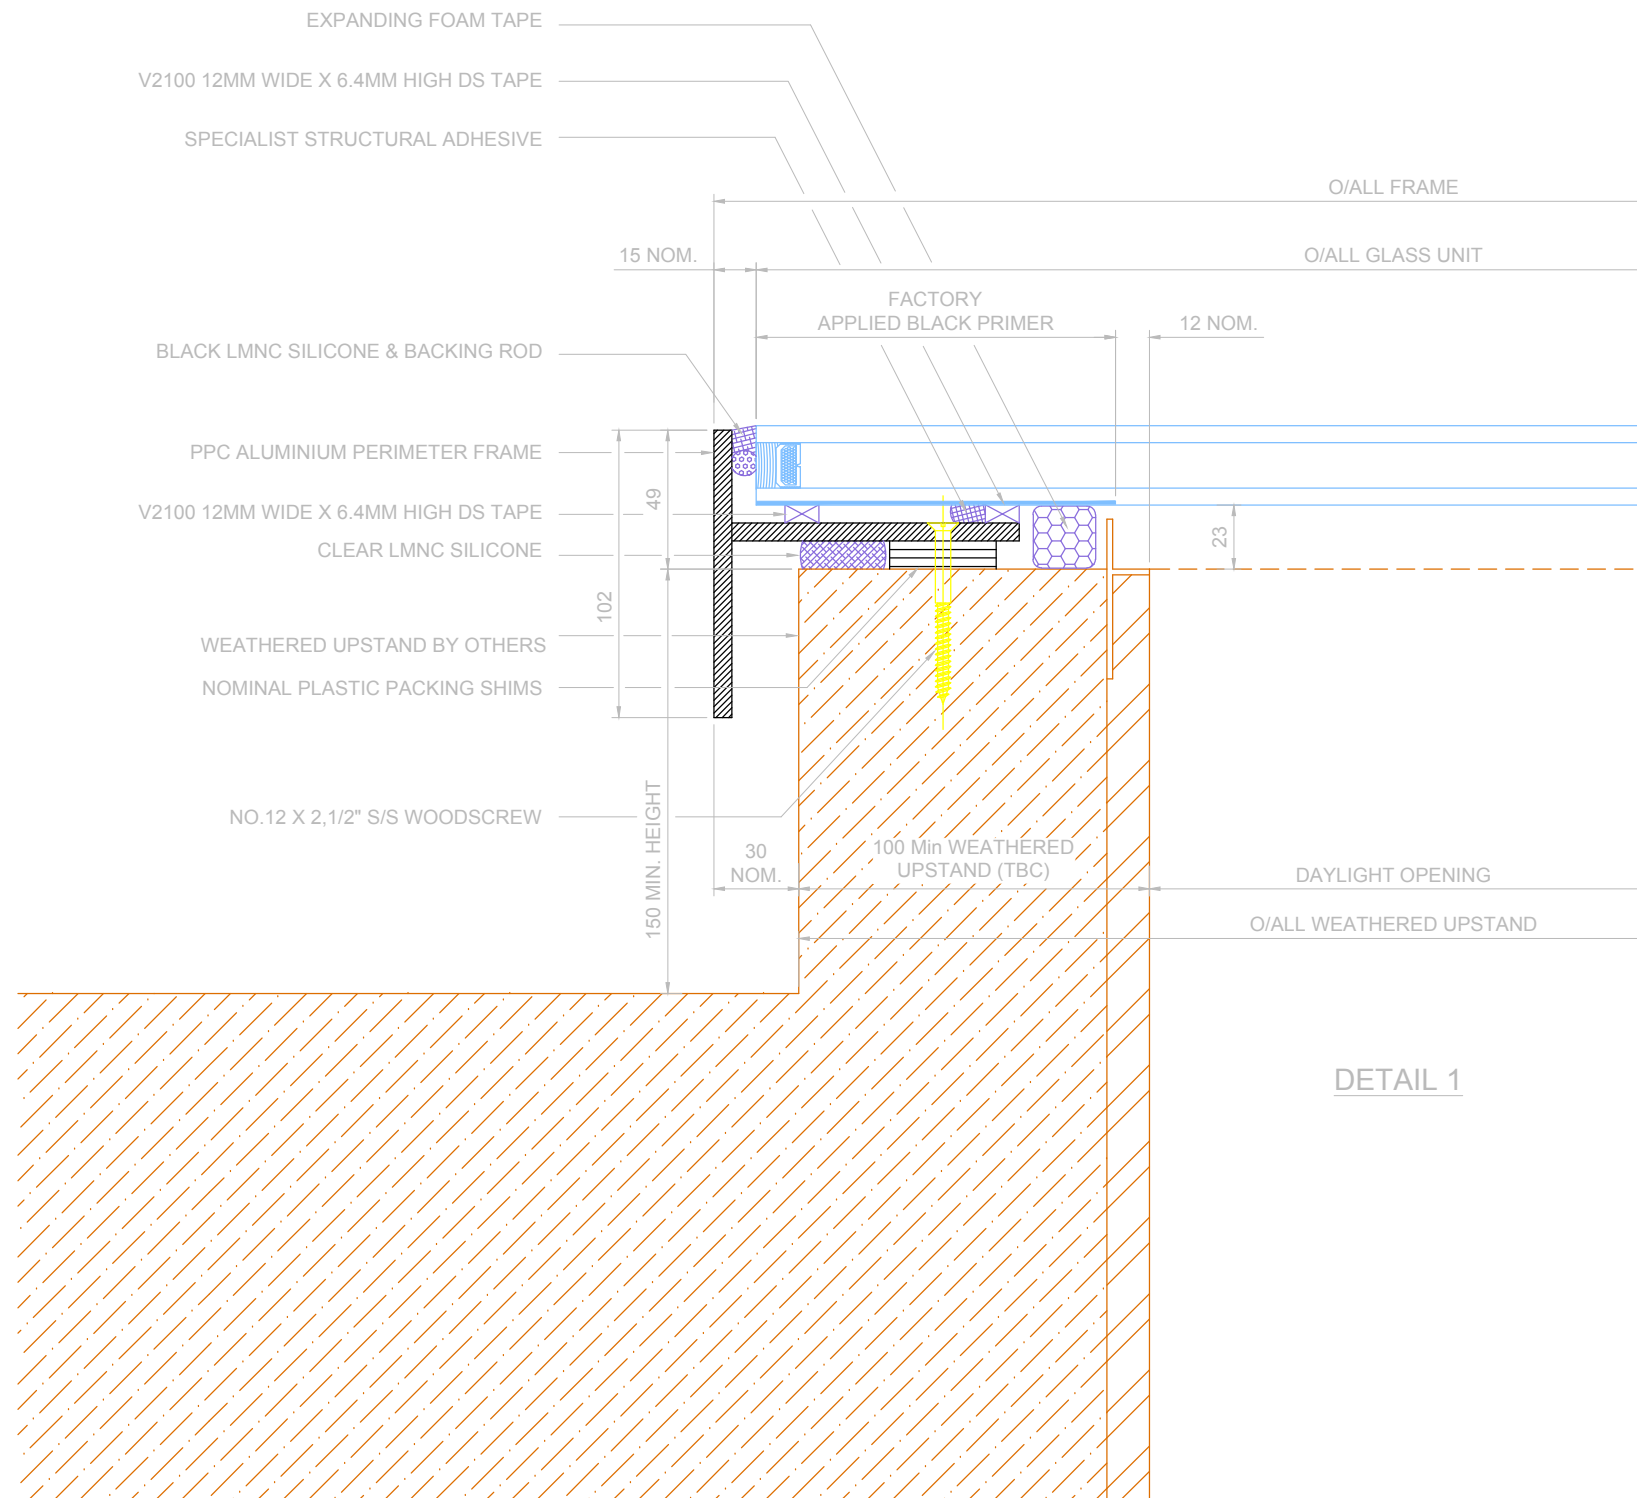 EXPANDING FOAM TAPE
V2100 12MM WIDE X 6.4MM HIGH DS TAPE
SPECIALIST STRUCTURAL ADHESIVE
O/ALL FRAME
15 NOM.
O/ALL GLASS UNIT
FACTORY
APPLIED BLACK PRIMER
12 NOM.
BLACK LMNC SILICONE & BACKING ROD
PPC ALUMINIUM PERIMETER FRAME
49
V2100 12MM WIDE X 6.4MM HIGH DS TAPE
23
CLEAR LMNC SILICONE
102
WEATHERED UPSTAND BY OTHERS
NOMINAL PLASTIC PACKING SHIMS
NO.12 X 2,1/2" S/S WOODSCREW
150 MIN. HEIGHT
30
NOM.
100 Min WEATHERED
UPSTAND (TBC)
DAYLIGHT OPENING
O/ALL WEATHERED UPSTAND
DETAIL 1